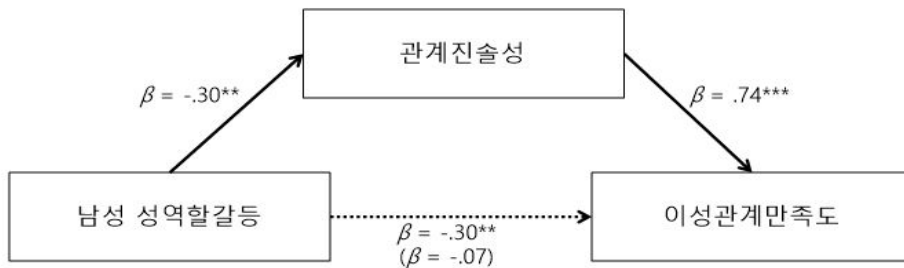 관계진솔성
β = -.30**
β = .74***
남성 성역할갈등
이성관계만족도
β = -.30**
(β = -.07)